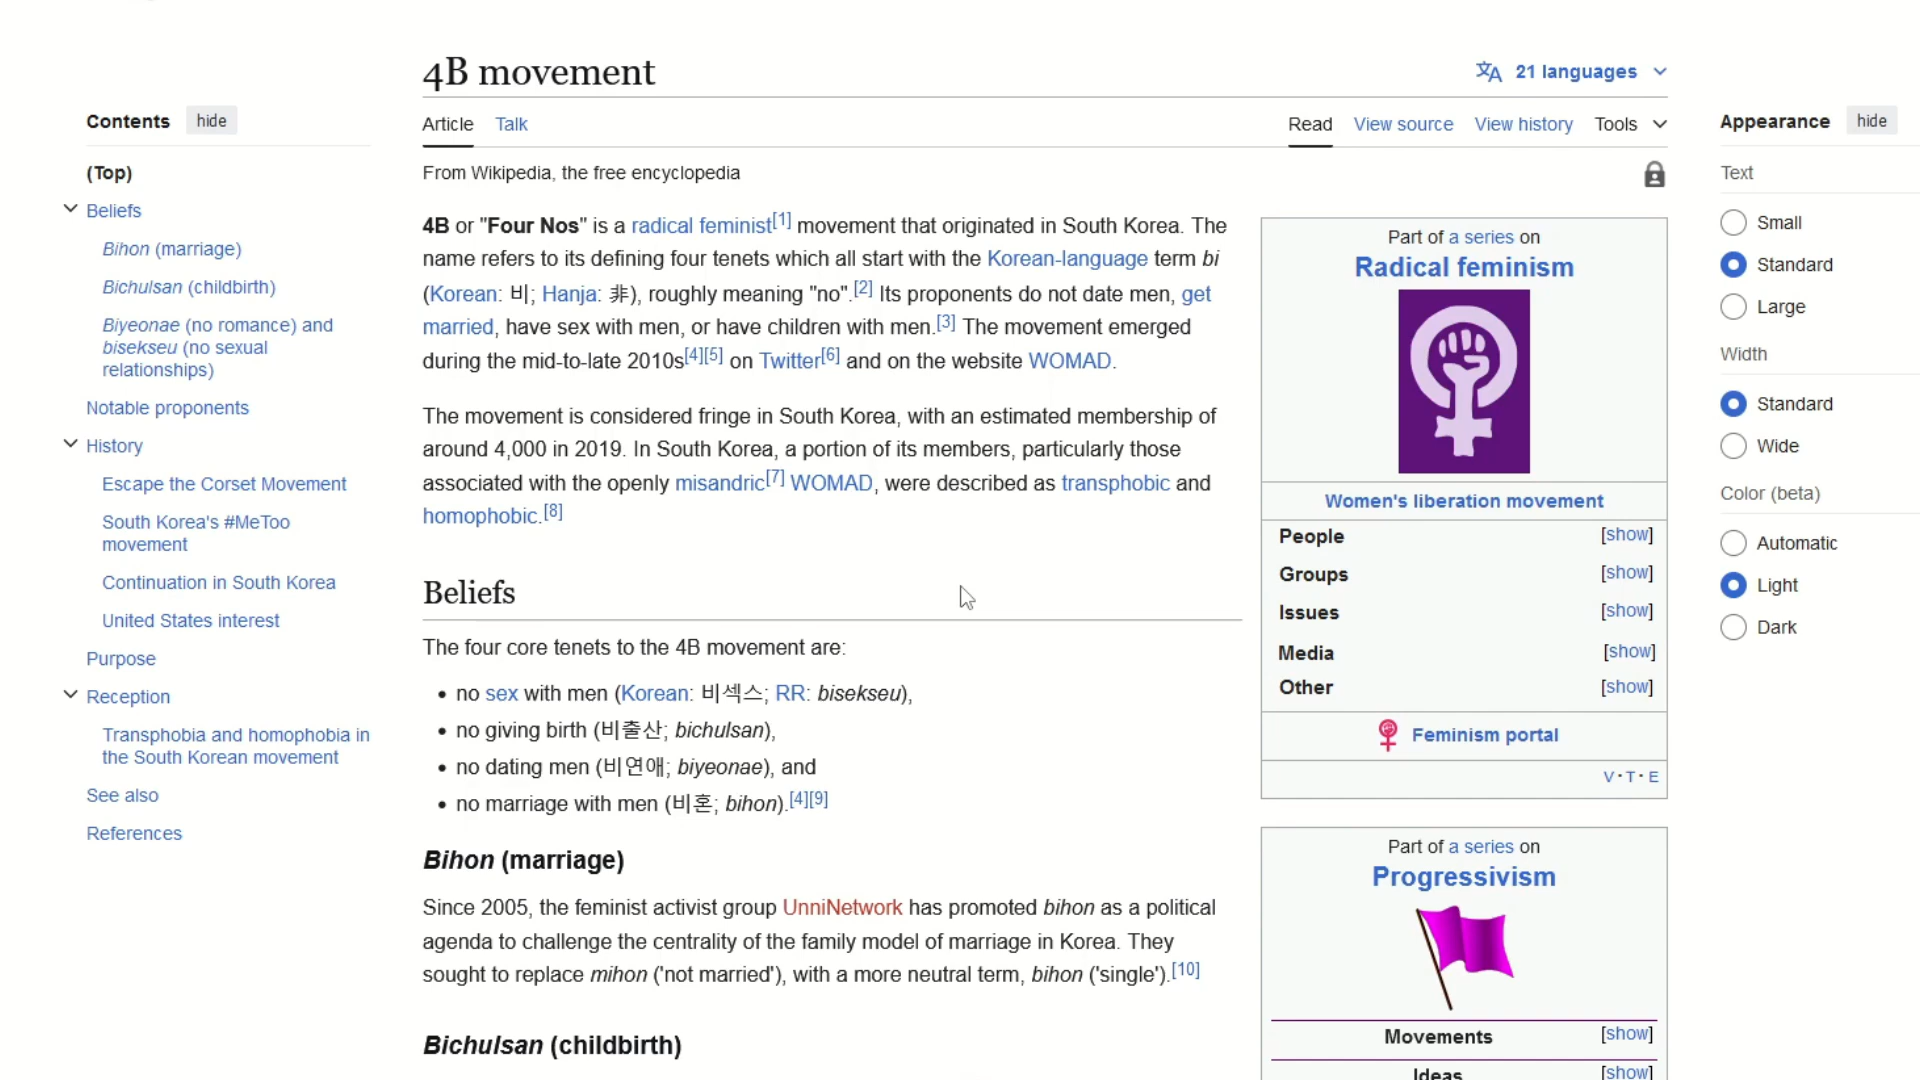 4B movement
21 languages
Contents hide
(Top)
Beliefs
Bihon (marriage)
Bichulsan (childbirth)
Biyeonae (no romance) and
bisekseu (no sexual
relationships)
Notable proponents
History
Escape the Corset Movement
South Korea's #MeToo
movement
Continuation in South Korea
United States interest
Purpose
Reception
Transphobia and homophobia in
the South Korean movement
See also
References
Article Talk
Read View source View history Tools
From Wikipedia, the free encyclopedia
4B or "Four Nos" is a radical feminist[1] movement that originated in South Korea. The
name refers to its defining four tenets which all start with the Korean-language term bi
(Korean: 비; Hanja: 非), roughly meaning "no".[2] Its proponents do not date men, get
married, have sex with men, or have children with men.[3] The movement emerged
during the mid-to-late 2010s[4][5] on Twitter[6] and on the website WOMAD.
The movement is considered fringe in South Korea, with an estimated membership of
around 4,000 in 2019. In South Korea, a portion of its members, particularly those
associated with the openly misandric[7] WOMAD, were described as transphobic and
homophobic.[8]
Beliefs
The four core tenets to the 4B movement are:
• no sex with men (Korean: 비섹스; RR: bisekseu),
• no giving birth (비출산; bichulsan),
• no dating men (비연애; biyeonae), and
• no marriage with men (비혼; bihon).[4][9]
Bihon (marriage)
Since 2005, the feminist activist group UnniNetwork has promoted bihon as a political
agenda to challenge the centrality of the family model of marriage in Korea. They
sought to replace mihon ('not married'), with a more neutral term, bihon ('single').[10]
Bichulsan (childbirth)
Part of a series on
Radical feminism
Women's liberation movement
People [show]
Groups [show]
Issues [show]
Media [show]
Other [show]
Feminism portal
V · T · E
Part of a series on
Progressivism
Movements [show]
Ideas [show]
Appearance hide
Text
Small
Standard
Large
Width
Standard
Wide
Color (beta)
Automatic
Light
Dark